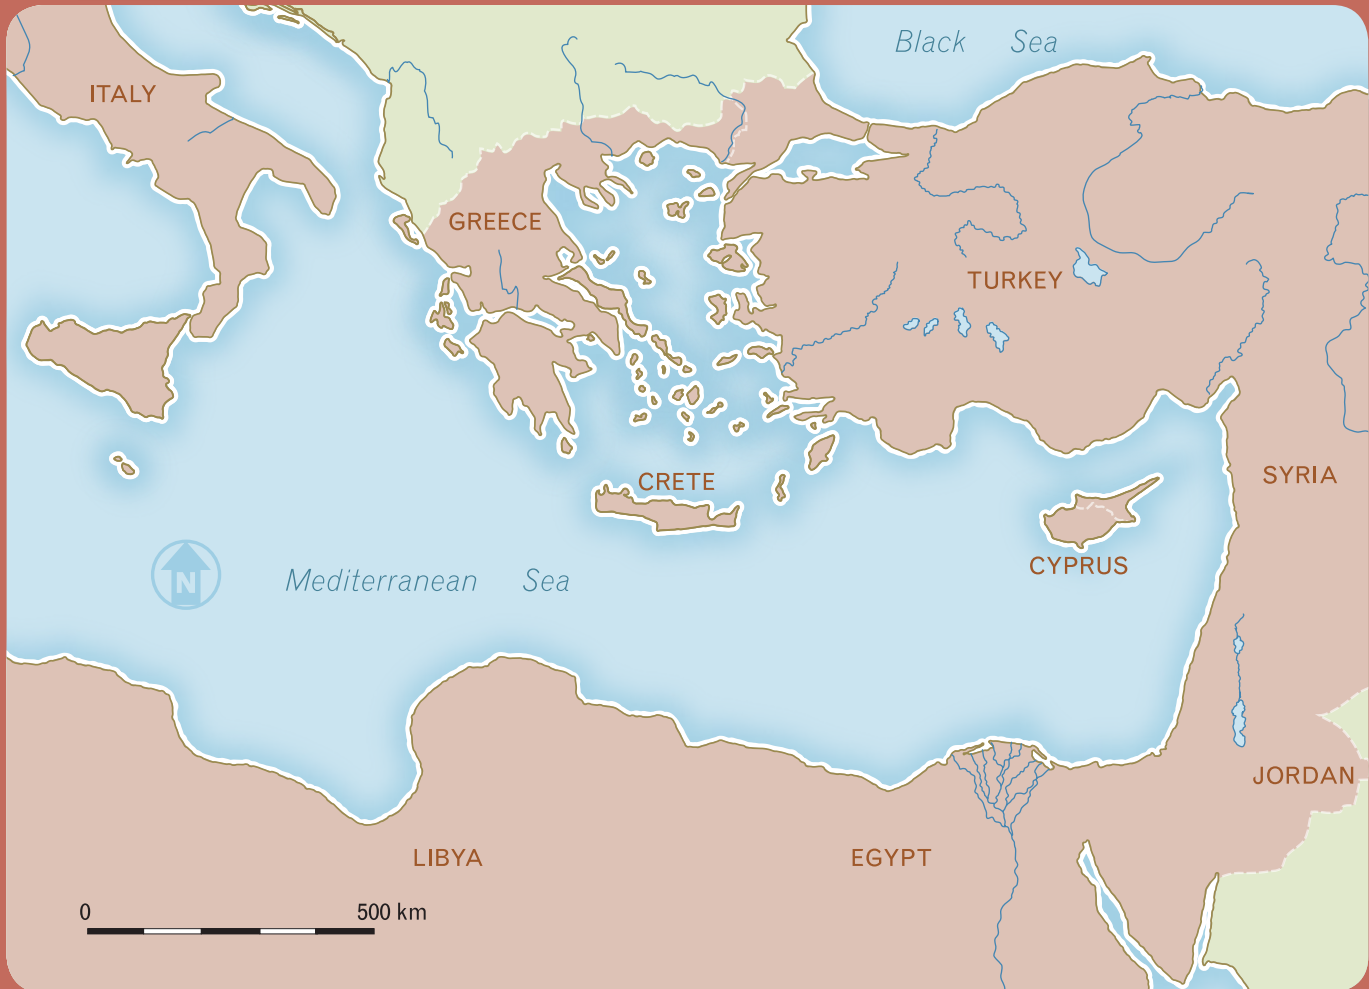 Black Sea
ITALY
GREECE
TURKEY
CRETE
SYRIA
CYPRUS
N
Mediterranean Sea
JORDAN
LIBYA
EGYPT
0 500 km